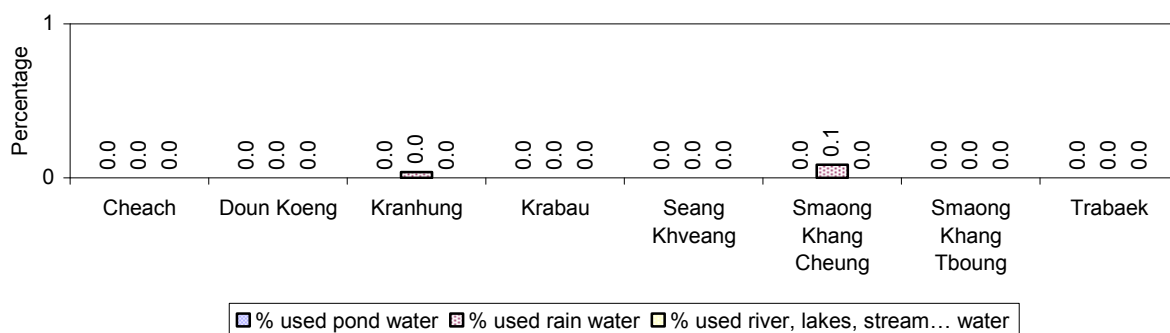 1
Percentage
0.0 0.0 0.0 0.0 0.0 0.0 0.0 0.0 0.0 0.0 0.0 0.0 0.0 0.0 0.0 0.0 0.1 0.0 0.0 0.0 0.0 0.0 0.0 0.0
0
Cheach Doun Koeng Kranhung Krabau Seang Khveang Smaong Khang Cheung Smaong Khang Tboung Trabaek
% used pond water % used rain water % used river, lakes, stream... water